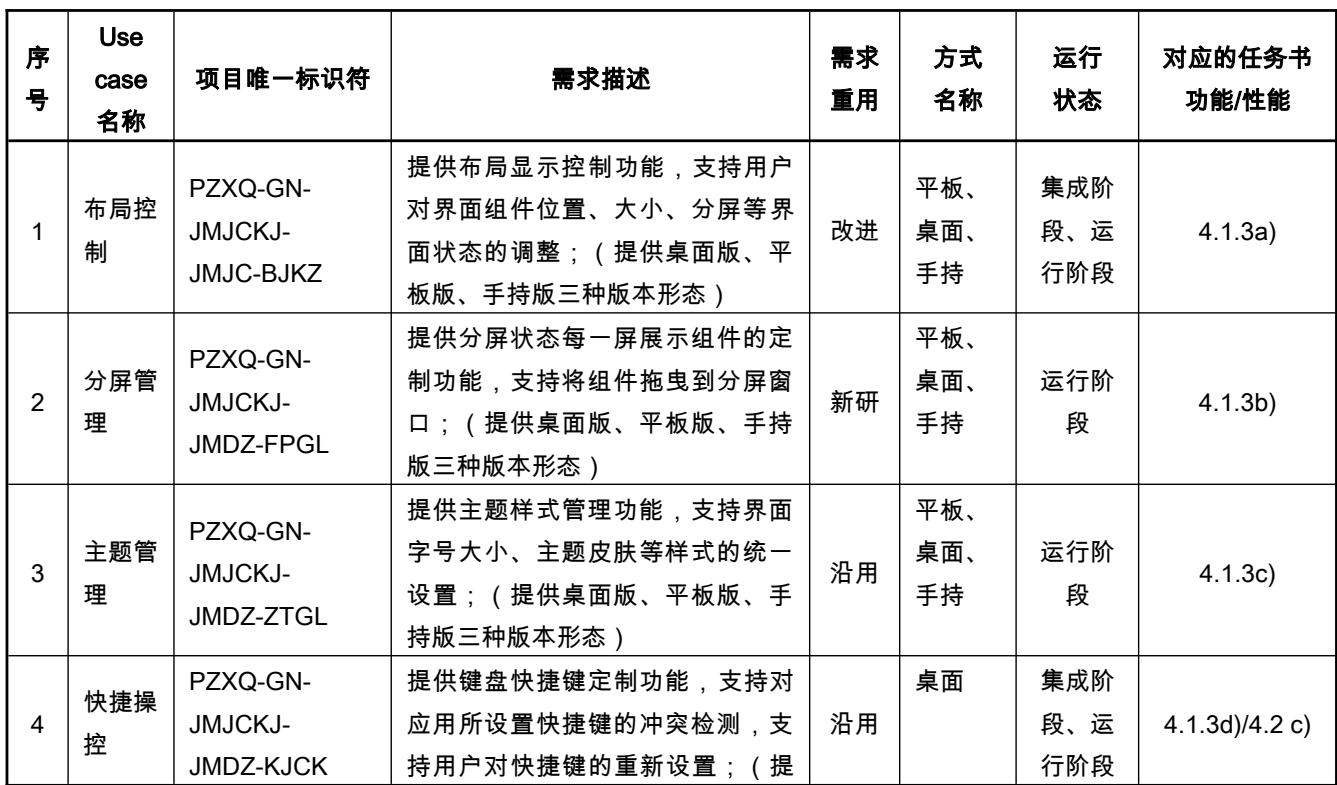 序号
Use case 名称
项目唯一标识符
需求描述
需求重用
方式名称
运行状态
对应的任务书功能/性能
1
布局控制
PZXQ-GN-
JMJCKJ-
JMJC-BJKZ
提供布局显示控制功能，支持用户
对界面组件位置、大小、分屏等界
面状态的调整；（提供桌面版、平
板版、手持版三种版本形态）
改进
平板、
桌面、
手持
集成阶
段、运
行阶段
4.1.3a)
2
分屏管理
PZXQ-GN-
JMJCKJ-
JMDZ-FPGL
提供分屏状态每一屏展示组件的定
制功能，支持将组件拖曳到分屏窗
口；（提供桌面版、平板版、手持
版三种版本形态）
新研
平板、
桌面、
手持
运行阶
段
4.1.3b)
3
主题管理
PZXQ-GN-
JMJCKJ-
JMDZ-ZTGL
提供主题样式管理功能，支持界面
字号大小、主题皮肤等样式的统一
设置；（提供桌面版、平板版、手
持版三种版本形态）
沿用
平板、
桌面、
手持
运行阶
段
4.1.3c)
4
快捷操控
PZXQ-GN-
JMJCKJ-
JMDZ-KJCK
提供键盘快捷键定制功能，支持对
应用所设置快捷键的冲突检测，支
持用户对快捷键的重新设置；（提
沿用
桌面
集成阶
段、运
行阶段
4.1.3d)/4.2 c)